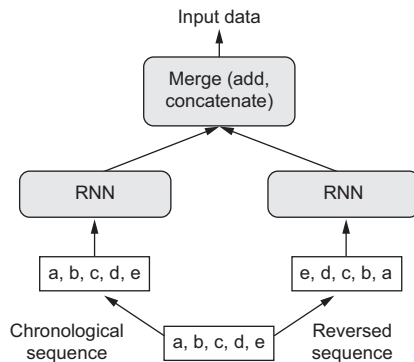 Input data
Merge (add,
concatenate)
RNN
RNN
a, b, c, d, e
e, d, c, b, a
Chronological
sequence
a, b, c, d, e
Reversed
sequence